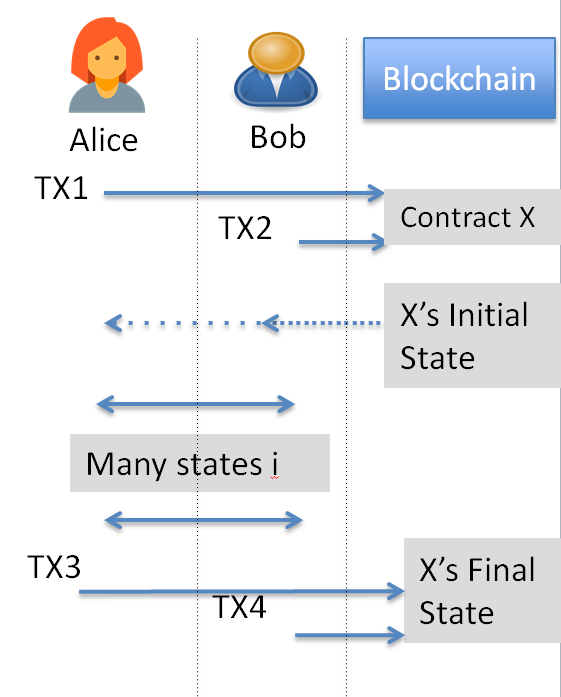 Blockchain
Alice
Bob
TX1
Contract X
TX2
X's Initial
State
Many states i
TX3
X's Final
TX4
State